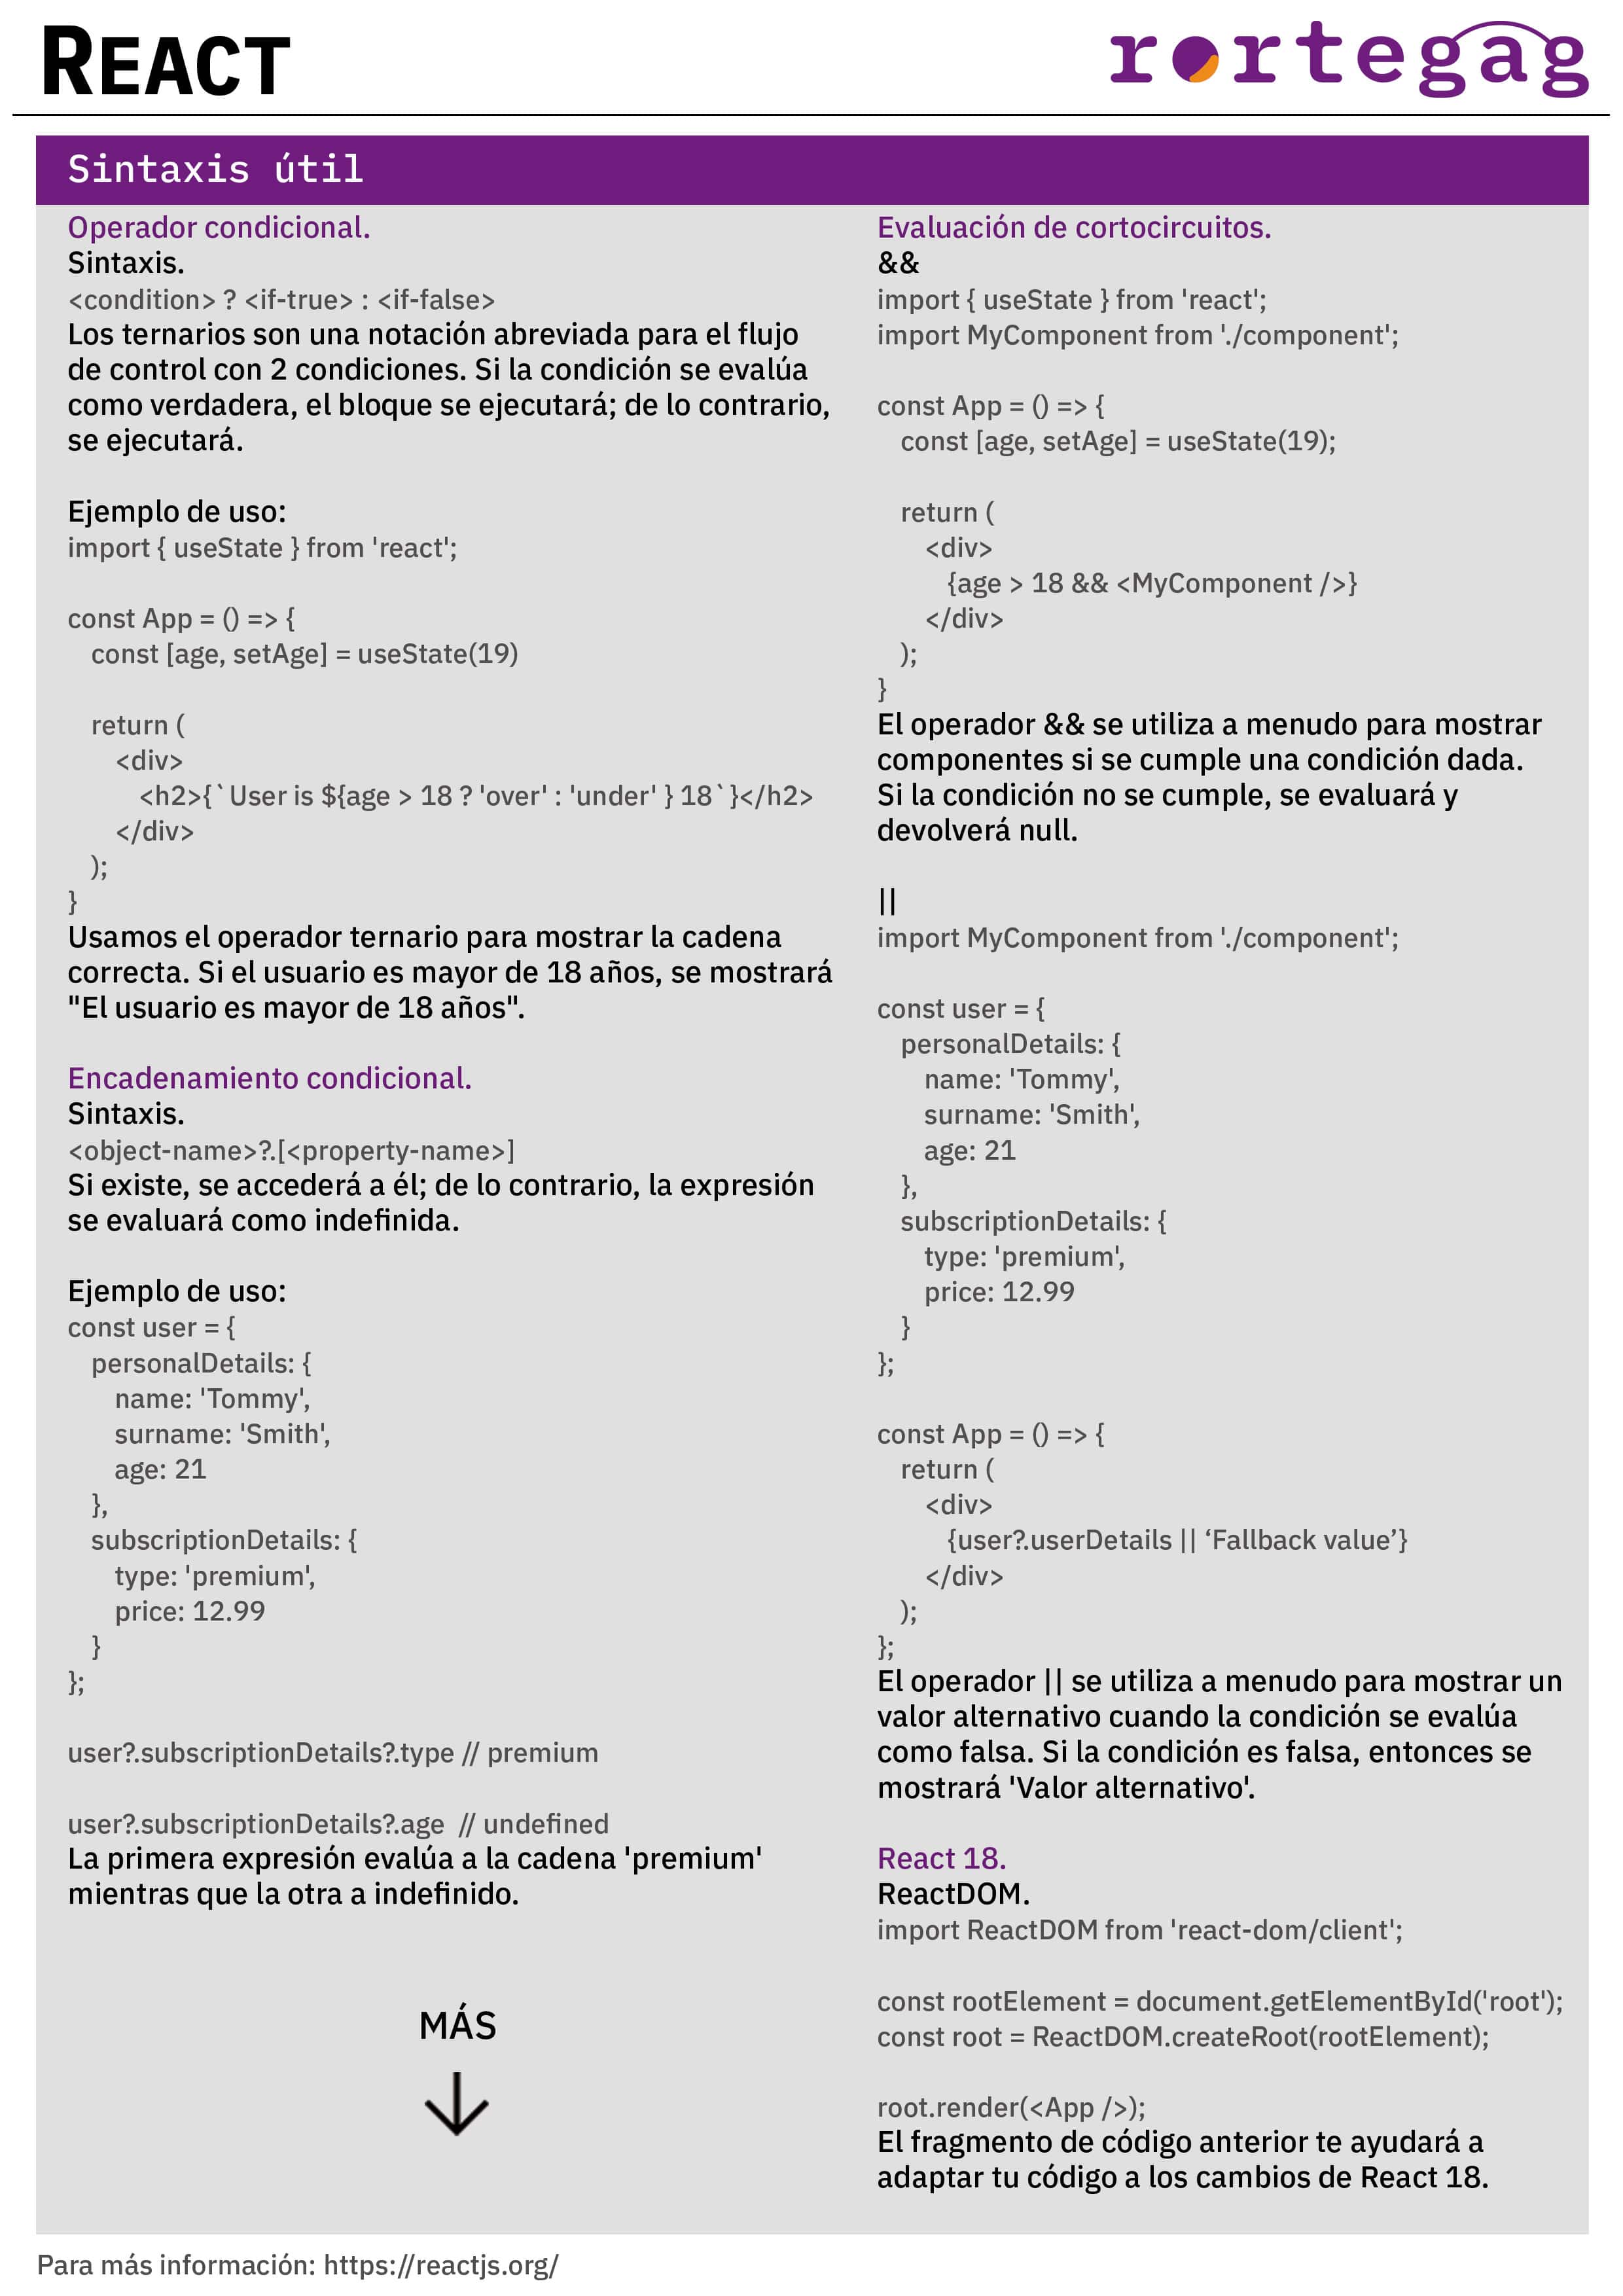 REACT
rortegag
Sintaxis útil
Operador condicional.
Sintaxis.
<condition> ? <if-true> : <if-false>
Los ternarios son una notación abreviada para el flujo
de control con 2 condiciones. Si la condición se evalúa
como verdadera, el bloque se ejecutará; de lo contrario,
se ejecutará.
Ejemplo de uso:
import { useState } from 'react';
const App = () => {
const [age, setAge] = useState(19)
return (
<div>
<h2>{`User is ${age > 18 ? 'over' : 'under' } 18`}</h2>
</div>
);
}
Usamos el operador ternario para mostrar la cadena
correcta. Si el usuario es mayor de 18 años, se mostrará
"El usuario es mayor de 18 años".
Encadenamiento condicional.
Sintaxis.
<object-name>?.[<property-name>]
Si existe, se accederá a él; de lo contrario, la expresión
se evaluará como indefinida.
Ejemplo de uso:
const user = {
personalDetails: {
name: 'Tommy',
surname: 'Smith',
age: 21
},
subscriptionDetails: {
type: 'premium',
price: 12.99
}
};
user?.subscriptionDetails?.type // premium
user?.subscriptionDetails?.age // undefined
La primera expresión evalúa a la cadena 'premium'
mientras que la otra a indefinido.
MÁS
Evaluación de cortocircuitos.
&&
import { useState } from 'react';
import MyComponent from './component';
const App = () => {
const [age, setAge] = useState(19);
return (
<div>
{age > 18 && <MyComponent />}
</div>
);
}
El operador && se utiliza a menudo para mostrar
componentes si se cumple una condición dada.
Si la condición no se cumple, se evaluará y
devolverá null.
||
import MyComponent from './component';
const user = {
personalDetails: {
name: 'Tommy',
surname: 'Smith',
age: 21
},
subscriptionDetails: {
type: 'premium',
price: 12.99
}
};
const App = () => {
return (
<div>
{user?.userDetails || ‘Fallback value’}
</div>
);
};
El operador || se utiliza a menudo para mostrar un
valor alternativo cuando la condición se evalúa
como falsa. Si la condición es falsa, entonces se
mostrará 'Valor alternativo'.
React 18.
ReactDOM.
import ReactDOM from 'react-dom/client';
const rootElement = document.getElementById('root');
const root = ReactDOM.createRoot(rootElement);
root.render(<App />);
El fragmento de código anterior te ayudará a
adaptar tu código a los cambios de React 18.
Para más información: https://reactjs.org/